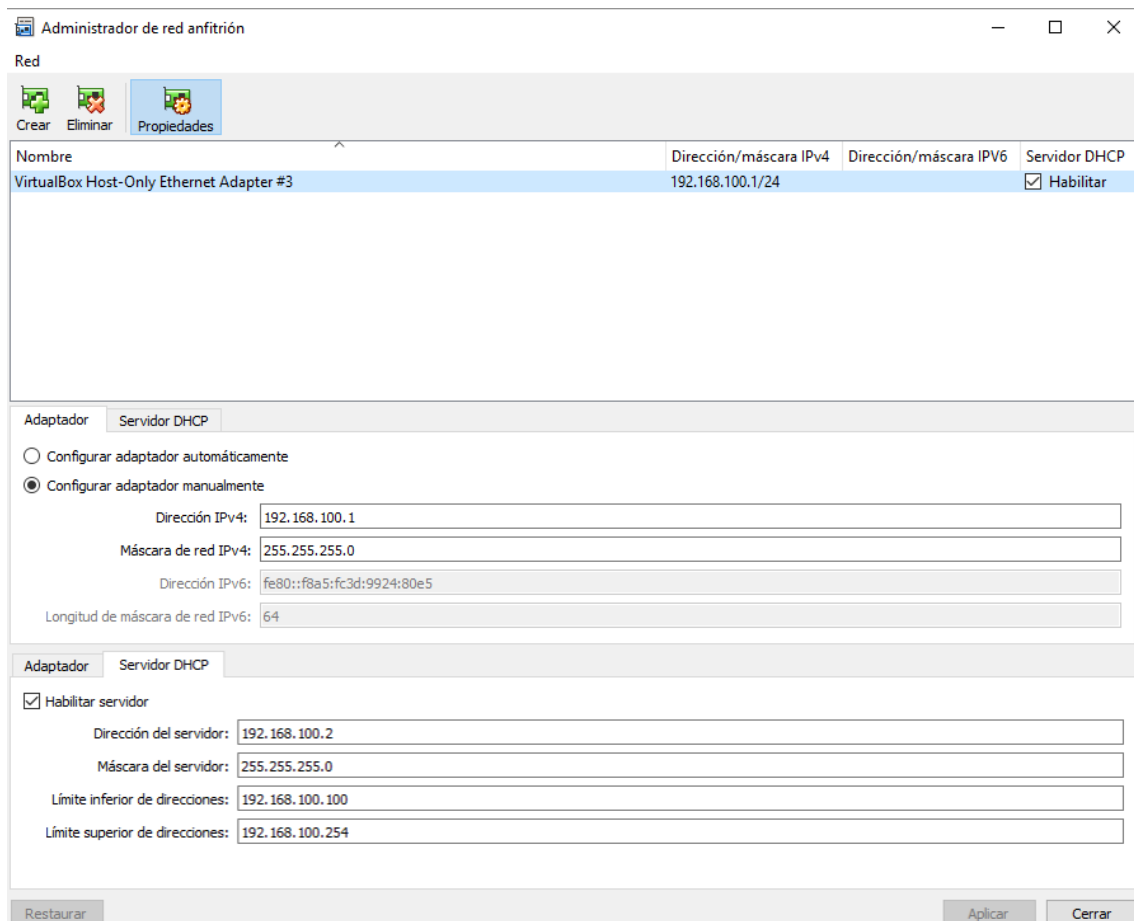 Administrador de red anfitrión
Red
Crear Eliminar Propiedades
Nombre Dirección/máscara IPv4 Dirección/máscara IPV6 Servidor DHCP
VirtualBox Host-Only Ethernet Adapter #3 192.168.100.1/24 Habilitar
Adaptador Servidor DHCP
Configurar adaptador automáticamente
Configurar adaptador manualmente
Dirección IPv4: 192.168.100.1
Máscara de red IPv4: 255.255.255.0
Dirección IPv6: fe80::f8a5:fc3d:9924:80e5
Longitud de máscara de red IPv6: 64
Adaptador Servidor DHCP
Habilitar servidor
Dirección del servidor: 192.168.100.2
Máscara del servidor: 255.255.255.0
Límite inferior de direcciones: 192.168.100.100
Límite superior de direcciones: 192.168.100.254
Restaurar Aplicar Cerrar